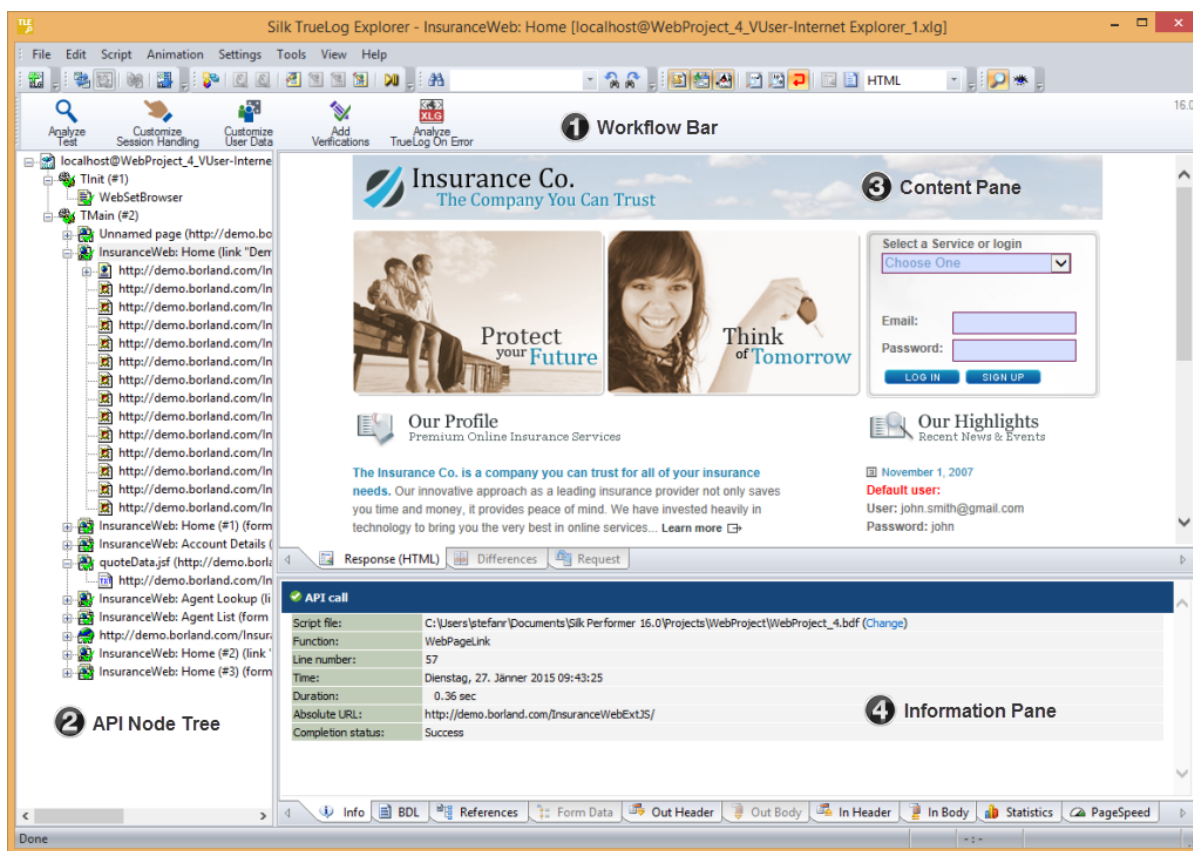 Silk TrueLog Explorer - InsuranceWeb: Home [localhost@WebProject_4_VUser-Internet Explorer_1.xlg]
File Edit Script Animation Settings Tools View Help
HTML
16.0
Analyze Test
Customize Session Handling
Customize User Data
Add Verifications
XLG
Analyze TrueLog On Error
1 Workflow Bar
localhost@WebProject_4_VUser-Interne
TInit (#1)
WebSetBrowser
TMain (#2)
Unnamed page (http://demo.bo
InsuranceWeb: Home (link "Dem
http://demo.borland.com/In
http://demo.borland.com/In
http://demo.borland.com/In
http://demo.borland.com/In
http://demo.borland.com/In
http://demo.borland.com/In
http://demo.borland.com/In
http://demo.borland.com/In
http://demo.borland.com/In
http://demo.borland.com/In
http://demo.borland.com/In
http://demo.borland.com/In
http://demo.borland.com/In
http://demo.borland.com/In
InsuranceWeb: Home (#1) (form
InsuranceWeb: Account Details (
quoteData.jsf (http://demo.borla
http://demo.borland.com/In
InsuranceWeb: Agent Lookup (li
InsuranceWeb: Agent List (form
http://demo.borland.com/Insur
InsuranceWeb: Home (#2) (link '
InsuranceWeb: Home (#3) (form
2 API Node Tree
Insurance Co.
The Company You Can Trust
3 Content Pane
Protect
your Future
Think
of Tomorrow
Select a Service or login
Choose One
Email:
Password:
LOG IN SIGN UP
Our Profile
Premium Online Insurance Services
The Insurance Co. is a company you can trust for all of your insurance
needs. Our innovative approach as a leading insurance provider not only saves
you time and money, it provides peace of mind. We have invested heavily in
technology to bring you the very best in online services... Learn more
Our Highlights
Recent News & Events
November 1, 2007
Default user:
User: john.smith@gmail.com
Password: john
Response (HTML) Differences Request
API call
Script file: C:\Users\stefanr\Documents\Silk Performer 16.0\Projects\WebProject\WebProject_4.bdf (Change)
Function: WebPageLink
Line number: 57
Time: Dienstag, 27. Jänner 2015 09:43:25
Duration: 0.36 sec
Absolute URL: http://demo.borland.com/InsuranceWebExtJS/
Completion status: Success
4 Information Pane
Info BDL References Form Data Out Header Out Body In Header In Body Statistics PageSpeed
Done
- : -